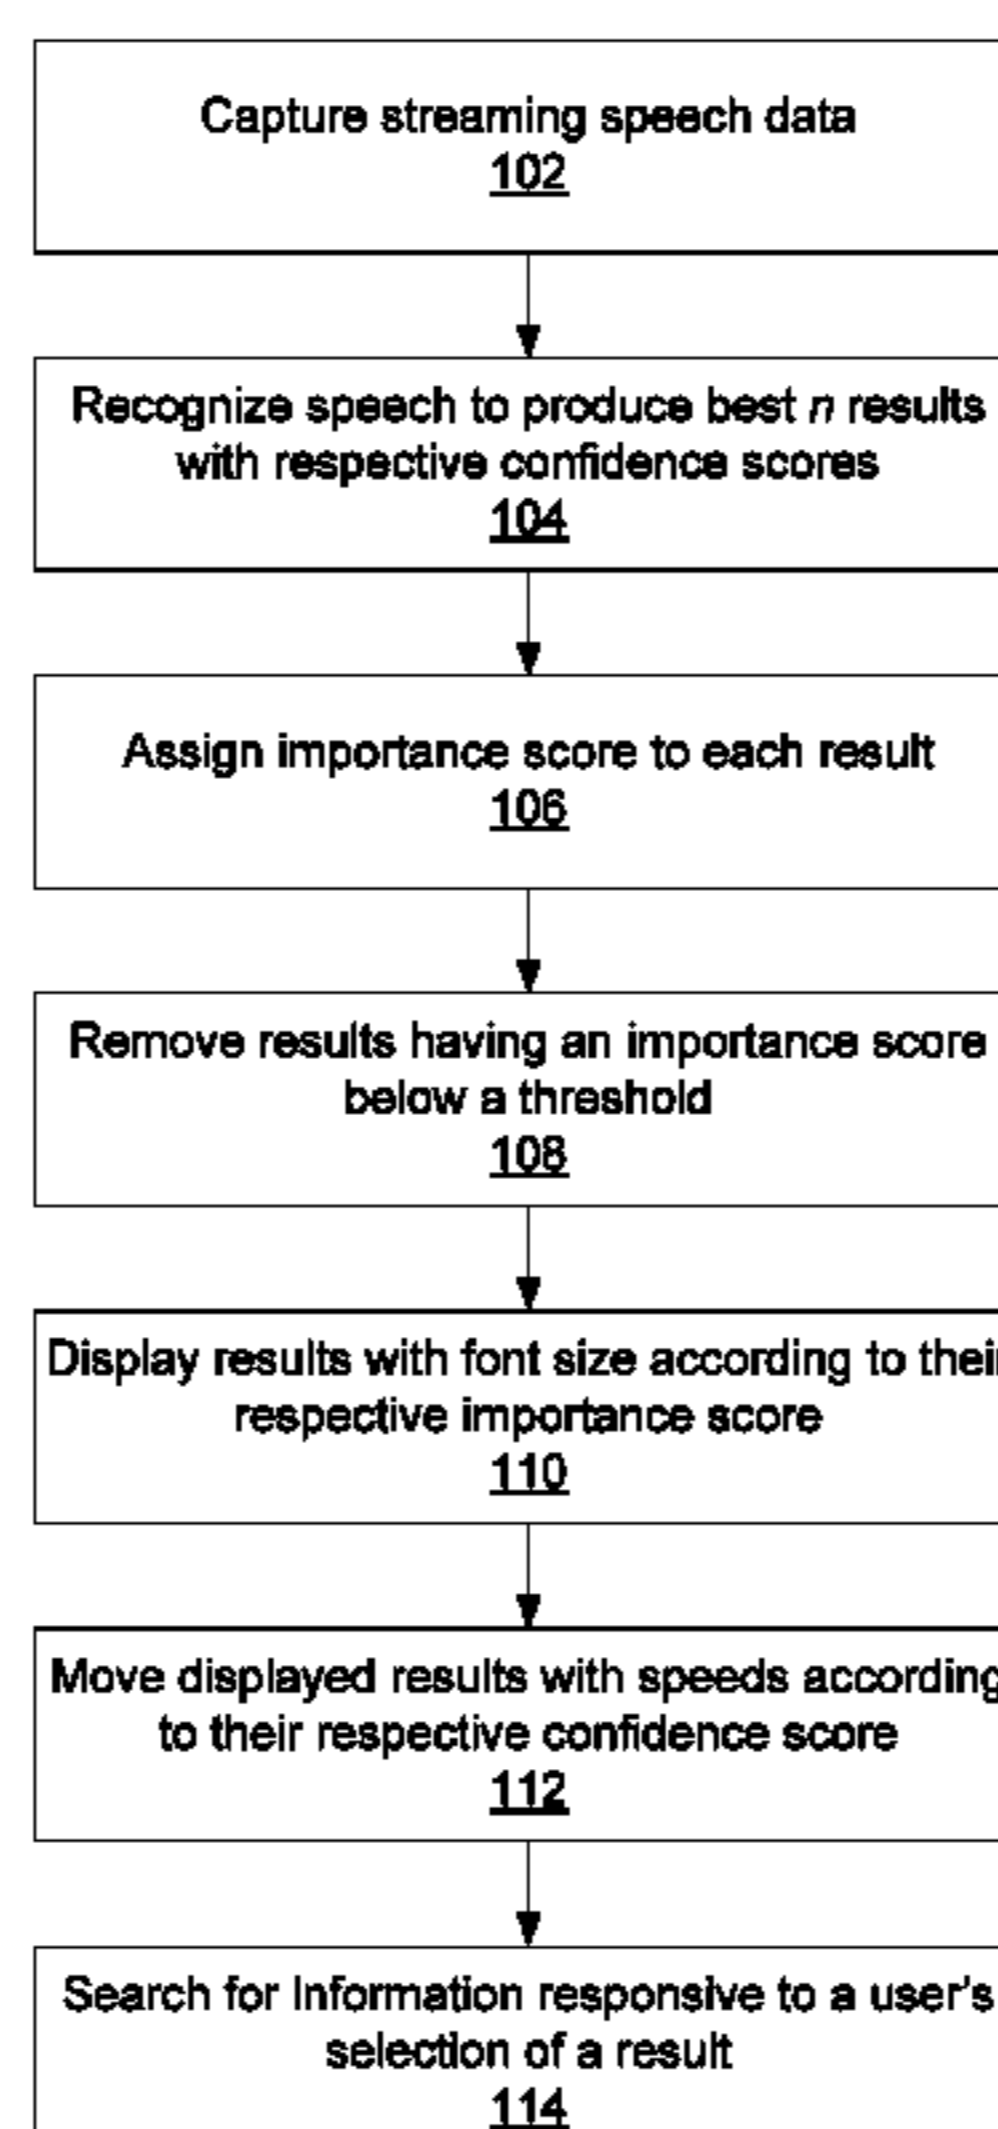 Capture streaming speech data
102
Recognize speech to produce best n results
with respective confidence scores
104
Assign importance score to each result
106
Remove results having an importance score
below a threshold
108
Display results with font size according to their
respective importance score
110
Move displayed results with speeds according
to their respective confidence score
112
Search for Information responsive to a user's
selection of a result
114